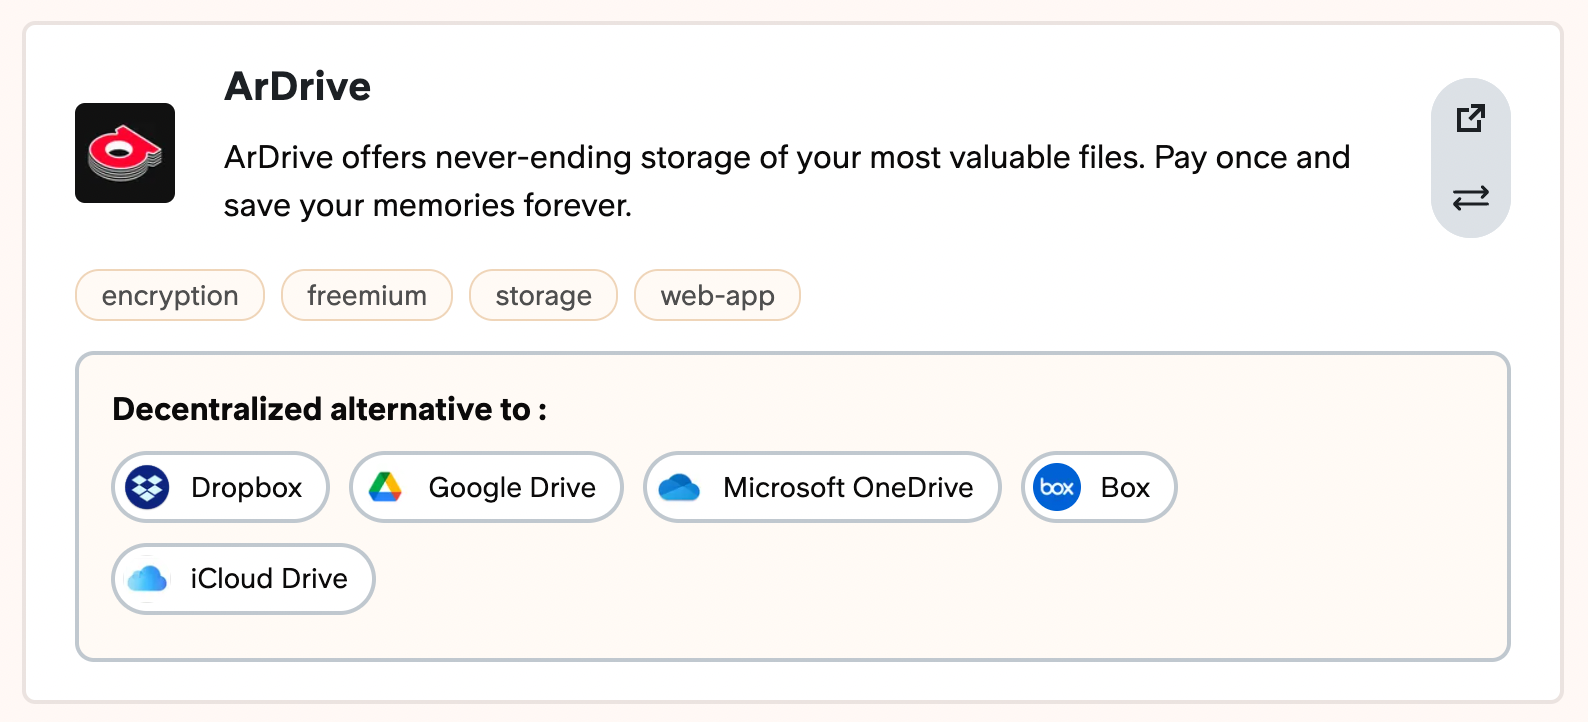 ArDrive
ArDrive offers never-ending storage of your most valuable files. Pay once and
save your memories forever.
encryption
freemium
storage
web-app
Decentralized alternative to :
Dropbox
Google Drive
Microsoft OneDrive
box
Box
iCloud Drive